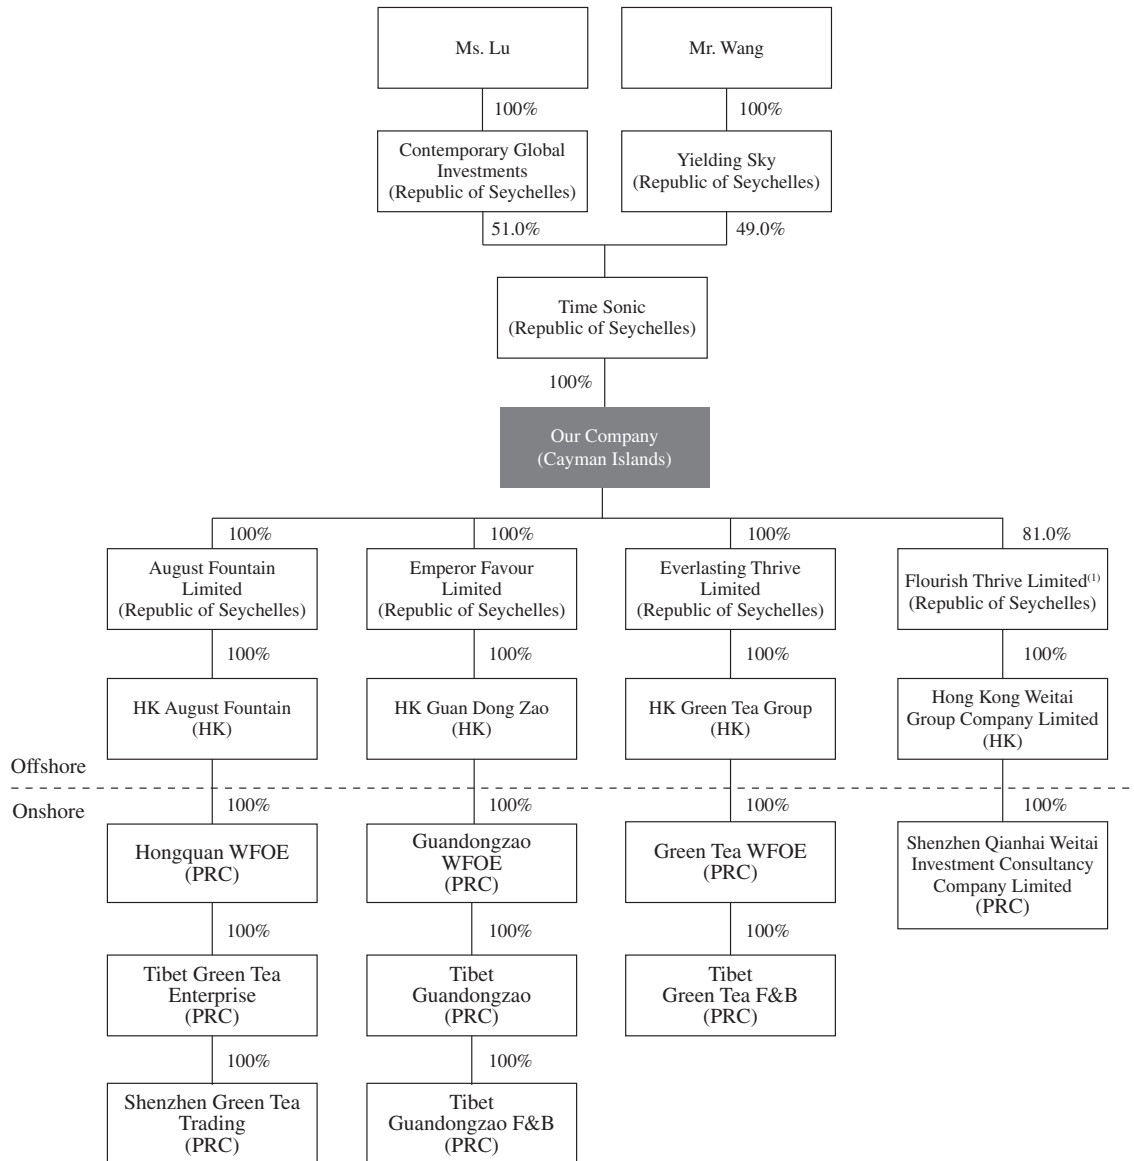 Ms. Lu
Mr. Wang
100%
100%
Contemporary Global
Investments
(Republic of Seychelles)
Yielding Sky
(Republic of Seychelles)
51.0%
49.0%
Time Sonic
(Republic of Seychelles)
100%
Our Company
(Cayman Islands)
100%
100%
100%
81.0%
August Fountain
Limited
(Republic of Seychelles)
Emperor Favour
Limited
(Republic of Seychelles)
Everlasting Thrive
Limited
(Republic of Seychelles)
Flourish Thrive Limited(1)
(Republic of Seychelles)
100%
100%
100%
100%
HK August Fountain
(HK)
HK Guan Dong Zao
(HK)
HK Green Tea Group
(HK)
Hong Kong Weitai
Group Company Limited
(HK)
Offshore
Onshore
100%
100%
100%
100%
Hongquan WFOE
(PRC)
Guandongzao
WFOE
(PRC)
Green Tea WFOE
(PRC)
Shenzhen Qianhai Weitai
Investment Consultancy
Company Limited
(PRC)
100%
100%
100%
Tibet Green Tea
Enterprise
(PRC)
Tibet
Guandongzao
(PRC)
Tibet
Green Tea F&B
(PRC)
100%
100%
Shenzhen Green Tea
Trading
(PRC)
Tibet
Guandongzao F&B
(PRC)